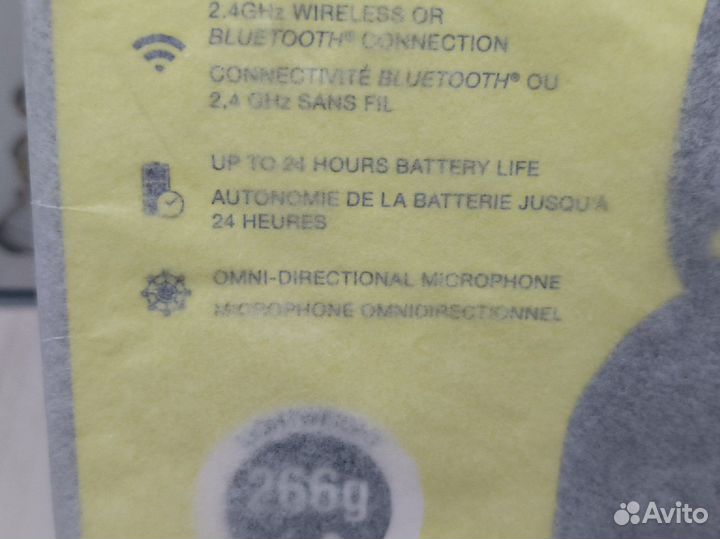 2.4GHz WIRELESS OR
BLUETOOTH® CONNECTION
CONNECTIVITÉ BLUETOOTH® OU
2,4 GHz SANS FIL
UP TO 24 HOURS BATTERY LIFE
AUTONOMIE DE LA BATTERIE JUSQU'À
24 HEURES
OMNI-DIRECTIONAL MICROPHONE
MICROPHONE OMNIDIRECTIONNEL
LIGHTWEIGHT
266g
Avito